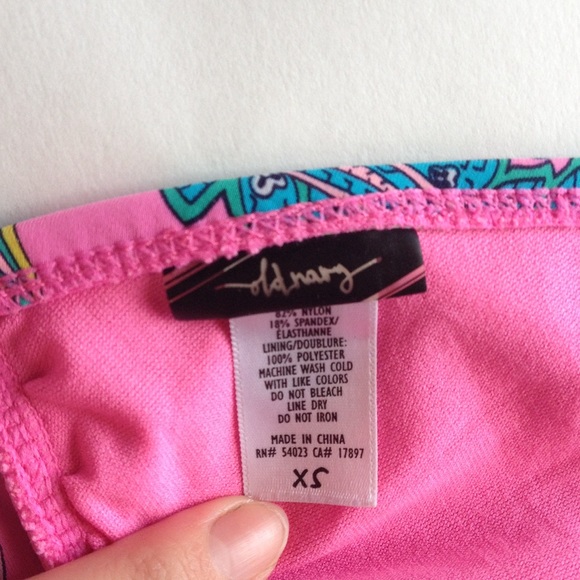 old navy
82% NYLON
18% SPANDEX/
ÉLASTHANNE
LINING/DOUBLURE:
100% POLYESTER
MACHINE WASH COLD
WITH LIKE COLORS
DO NOT BLEACH
LINE DRY
DO NOT IRON
MADE IN CHINA
RN# 54023 CA# 17897
XS